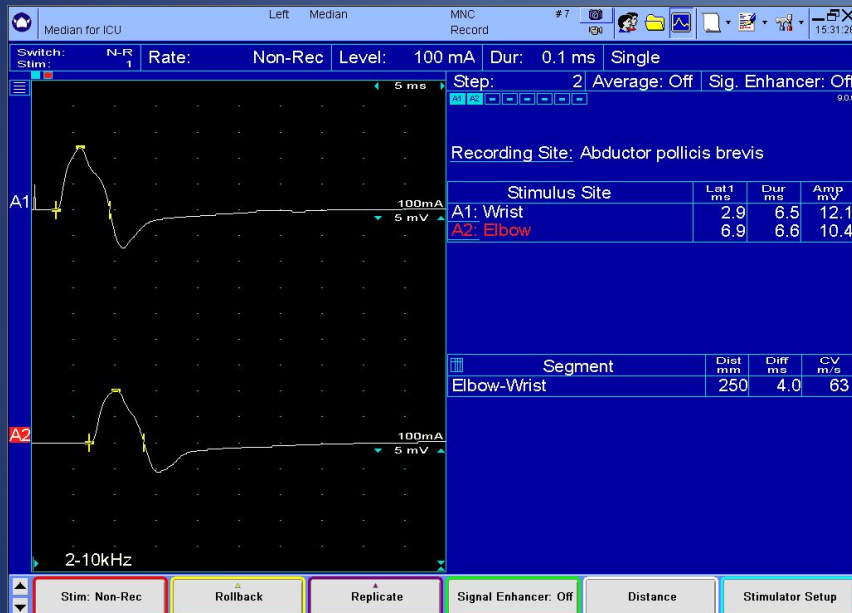 Left Median MNC #7
Median for ICU Record 15:31:26
Switch: N-R Rate: Non-Rec Level: 100 mA Dur: 0.1 ms Single
Stim: 1
Step: 2 Average: Off Sig. Enhancer: Off
5 ms
A1 A2
9.0.0
Recording Site: Abductor pollicis brevis
Stimulus Site Lat1 ms Dur ms Amp mV
A1: Wrist 2.9 6.5 12.1
A2: Elbow 6.9 6.6 10.4
A1
100mA
5 mV
Segment Dist mm Diff ms CV m/s
Elbow-Wrist 250 4.0 63
A2
100mA
5 mV
2-10kHz
Stim: Non-Rec Rollback Replicate Signal Enhancer: Off Distance Stimulator Setup